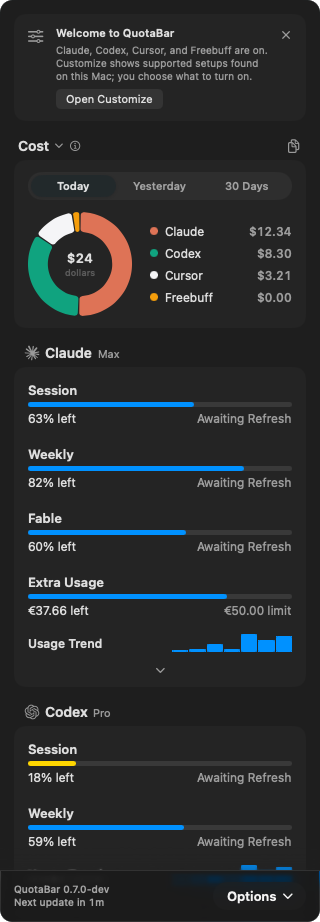 Welcome to QuotaBar
Claude, Codex, Cursor, and Freebuff are on.
Customize shows supported setups found
on this Mac; you choose what to turn on.
Open Customize
Cost
Today Yesterday 30 Days
$24
dollars
Claude $12.34
Codex $8.30
Cursor $3.21
Freebuff $0.00
Claude Max
Session
63% left Awaiting Refresh
Weekly
82% left Awaiting Refresh
Fable
60% left Awaiting Refresh
Extra Usage
€37.66 left €50.00 limit
Usage Trend
Codex Pro
Session
18% left Awaiting Refresh
Weekly
59% left Awaiting Refresh
QuotaBar 0.7.0-dev
Next update in 1m
Options